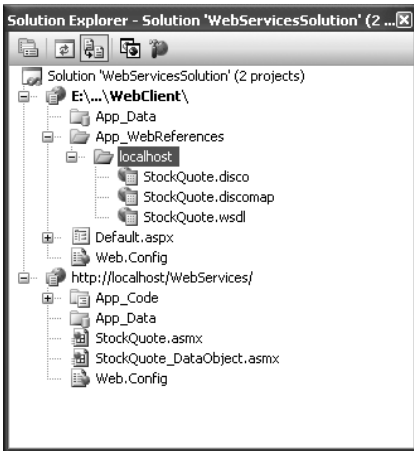 Solution Explorer - Solution 'WebServicesSolution' (2 ...
Solution 'WebServicesSolution' (2 projects)
E:\...\WebClient\
App_Data
App_WebReferences
localhost
StockQuote.disco
StockQuote.discomap
StockQuote.wsdl
Default.aspx
Web.Config
http://localhost/WebServices/
App_Code
App_Data
StockQuote.asmx
StockQuote_DataObject.asmx
Web.Config